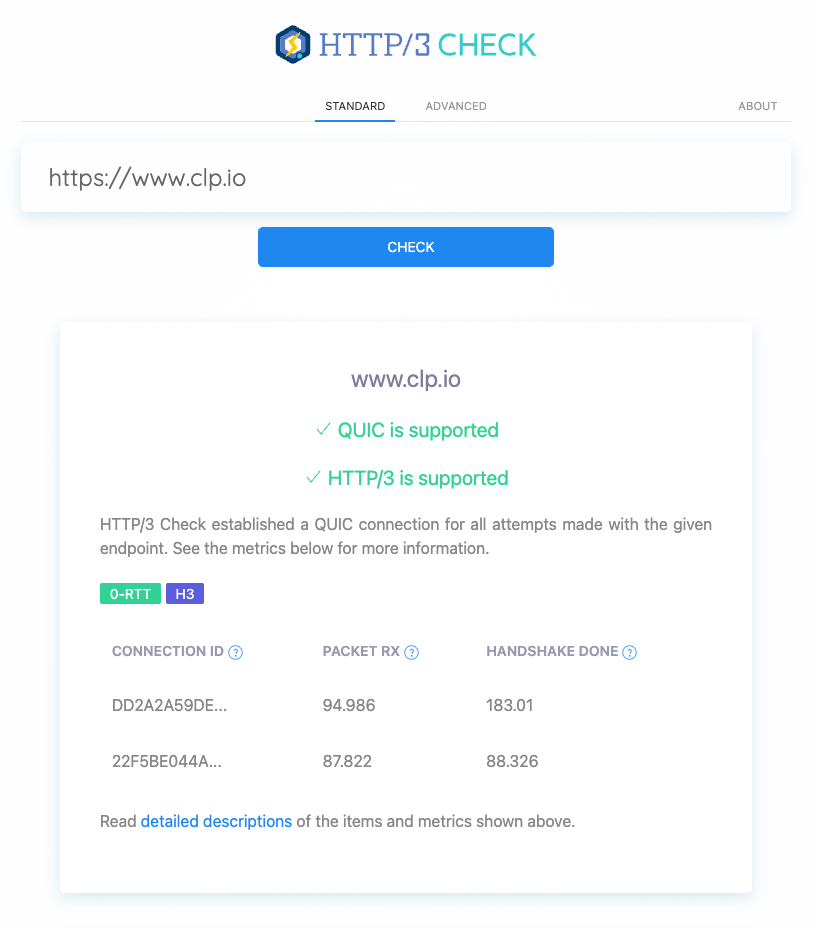 HTTP/3 CHECK
STANDARD ADVANCED ABOUT
https://www.clp.io
CHECK
www.clp.io
✓ QUIC is supported
✓ HTTP/3 is supported
HTTP/3 Check established a QUIC connection for all attempts made with the given
endpoint. See the metrics below for more information.
0-RTT H3
CONNECTION ID ? PACKET RX ? HANDSHAKE DONE ?
DD2A2A59DE... 94.986 183.01
22F5BE044A... 87.822 88.326
Read detailed descriptions of the items and metrics shown above.